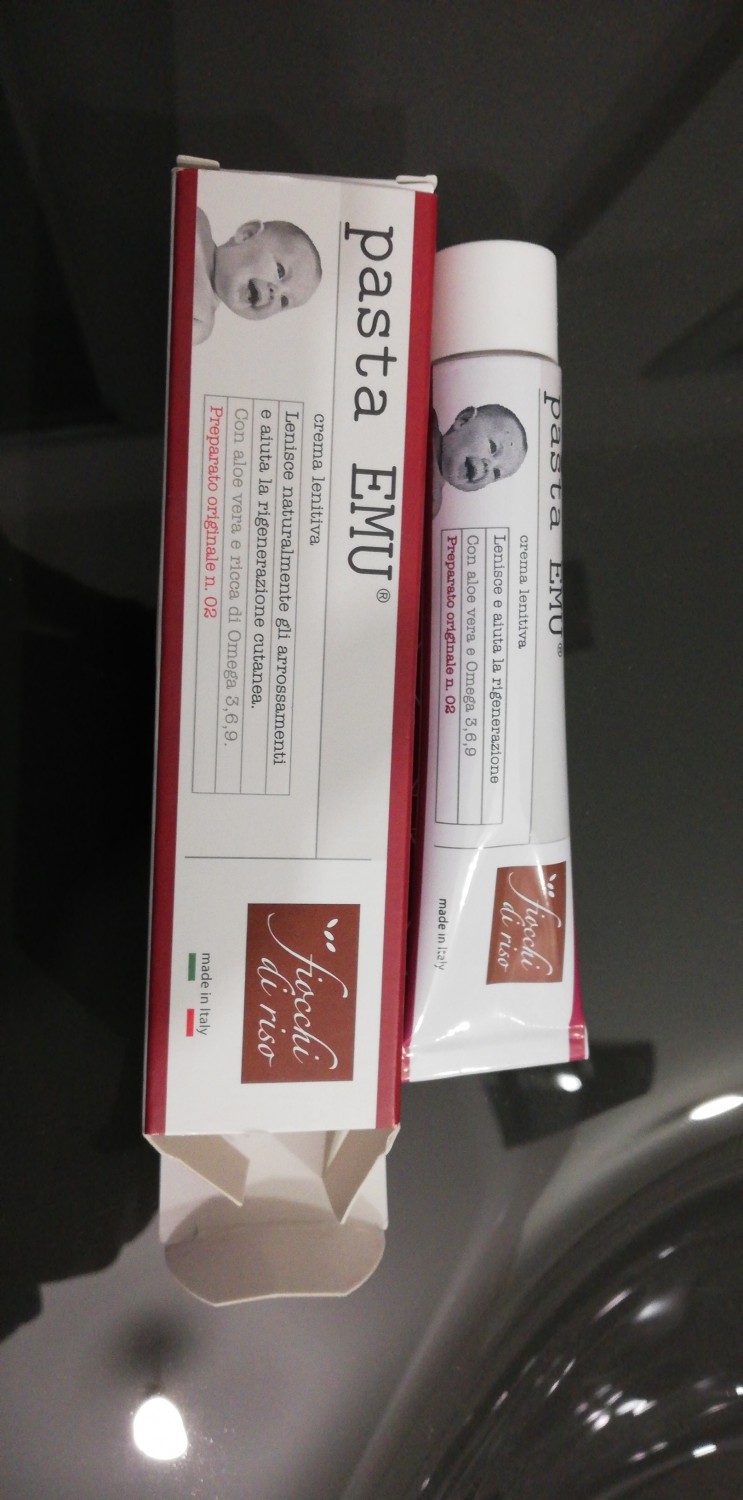 pasta EMU®
crema lenitiva
Lenisce naturalmente gli arrossamenti
e aiuta la rigenerazione cutanea.
Con aloe vera e ricca di Omega 3,6,9.
Preparato originale n. 02
fiocchi
di riso
made in Italy
pasta EMU®
crema lenitiva
Lenisce e aiuta la rigenerazione
Con aloe vera e Omega 3,6,9
Preparato originale n. 02
fiocchi
di riso
made in Italy